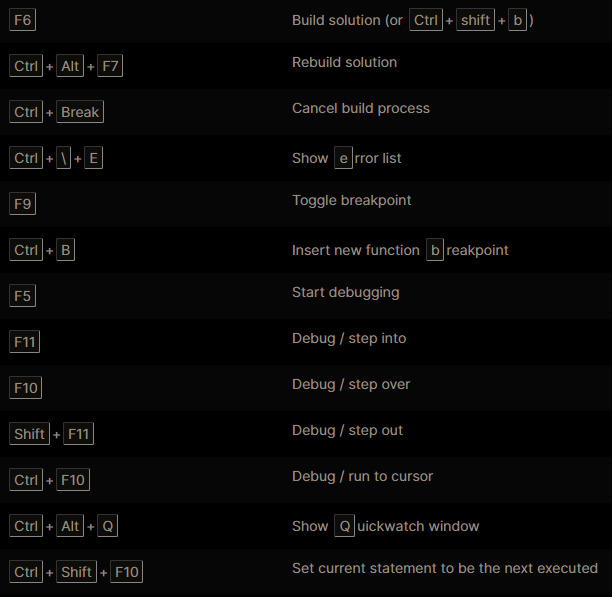 F6 Build solution (or Ctrl + shift + b )
Ctrl + Alt + F7 Rebuild solution
Ctrl + Break Cancel build process
Ctrl + \ + E Show e rror list
F9 Toggle breakpoint
Ctrl + B Insert new function b reakpoint
F5 Start debugging
F11 Debug / step into
F10 Debug / step over
Shift + F11 Debug / step out
Ctrl + F10 Debug / run to cursor
Ctrl + Alt + Q Show Q uickwatch window
Ctrl + Shift + F10 Set current statement to be the next executed